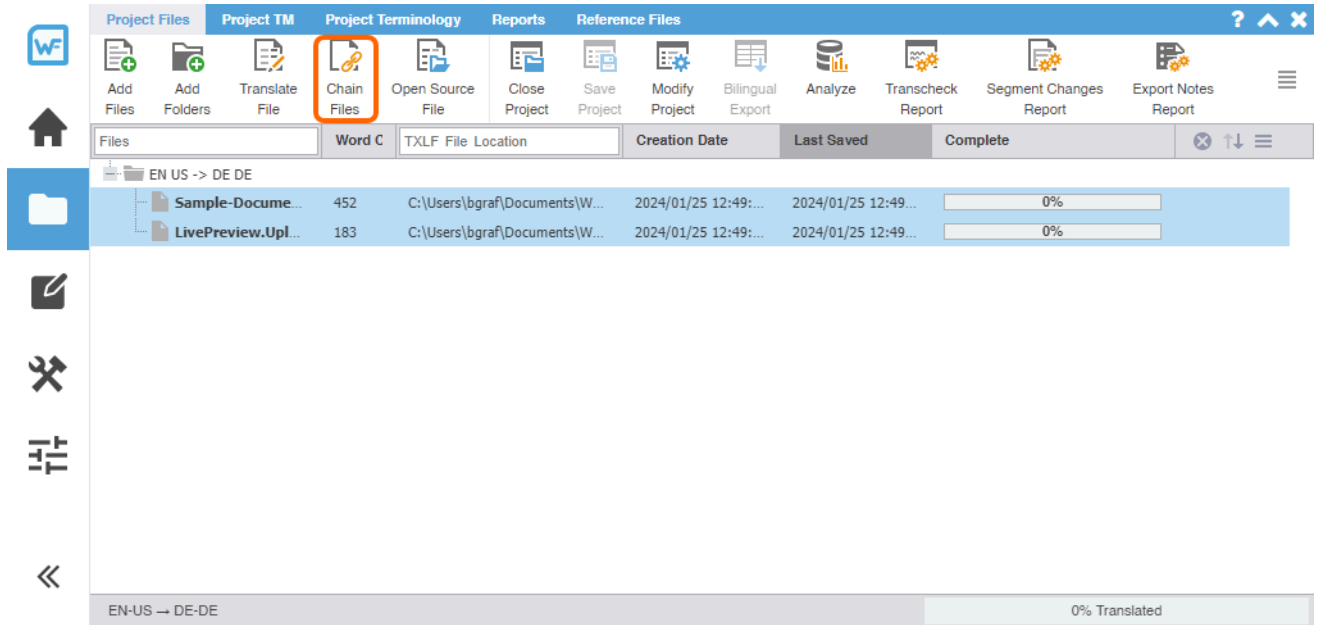 Project Files Project TM Project Terminology Reports Reference Files ?
WF
Add Files Add Folders Translate File Chain Files Open Source File Close Project Save Project Modify Project Bilingual Export Analyze Transcheck Report Segment Changes Report Export Notes Report
Files Word C TXLF File Location Creation Date Last Saved Complete
EN US -> DE DE
Sample-Docume... 452 C:\Users\bgraf\Documents\W... 2024/01/25 12:49:... 2024/01/25 12:49... 0%
LivePreview.Upl... 183 C:\Users\bgraf\Documents\W... 2024/01/25 12:49:... 2024/01/25 12:49... 0%
EN-US → DE-DE 0% Translated